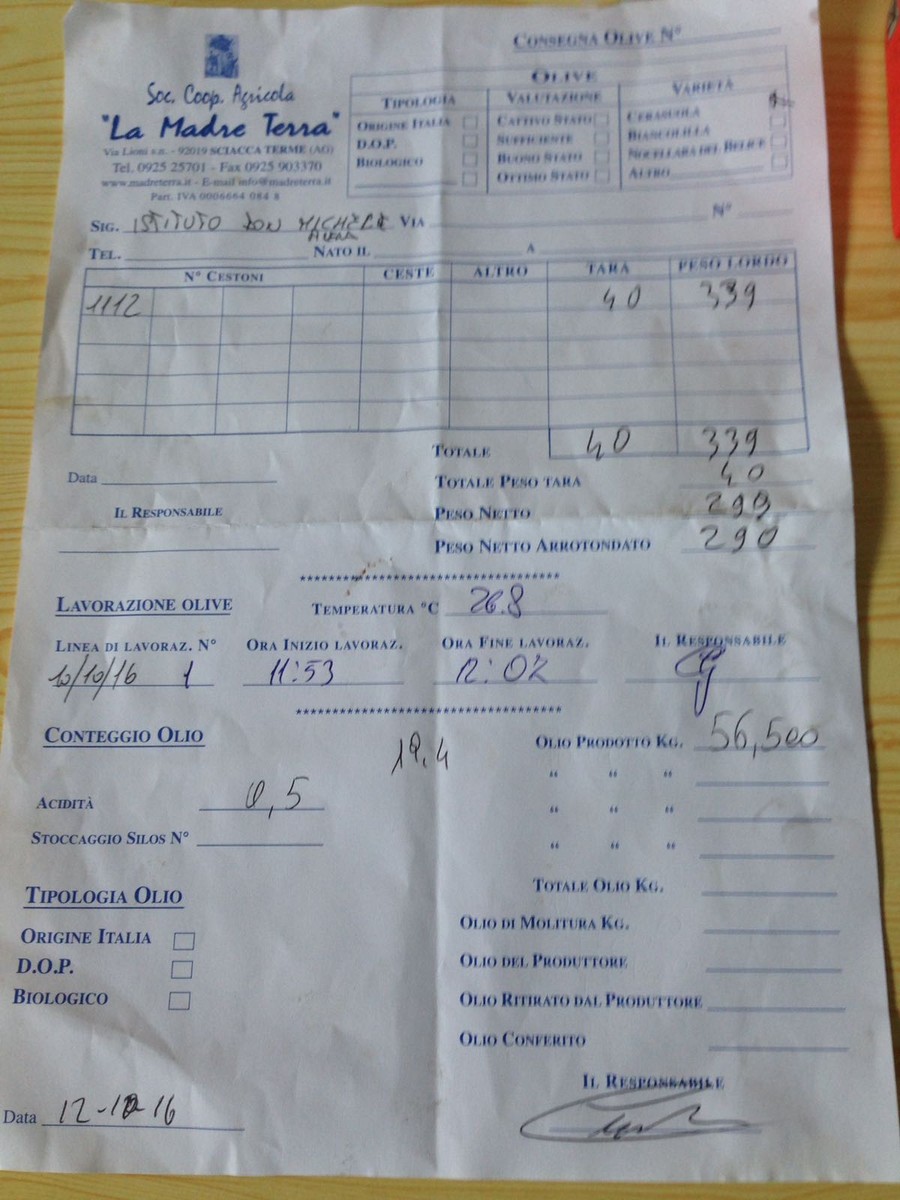 CONSEGNA OLIVE N°
Soc. Coop. Agricola
"La Madre Terra"
Via Lioni s.n. - 92019 SCIACCA TERME (AG)
Tel. 0925 25701 - Fax 0925 903370
www.madreterra.it - E-mail info@madreterra.it
Part. IVA 0006664 084 8
OLIVE
TIPOLOGIA VALUTAZIONE VARIETÀ
ORIGINE ITALIA CATTIVO STATO CERASUOLA
D.O.P. SUFFICIENTE BIANCOLILLA
BIOLOGICO BUONO STATO NOCELLARA DEL BELICE
OTTIMO STATO ALTRO
SIG. ISTITUTO DON MICHELE VIA N°
TEL. NATO IL A
N° CESTONI CESTE ALTRO TARA PESO LORDO
1112 40 339
TOTALE 40 339
Data TOTALE PESO TARA 40
IL RESPONSABILE PESO NETTO 299
PESO NETTO ARROTONDATO 290
**************************************
LAVORAZIONE OLIVE TEMPERATURA °C 26.8
LINEA DI LAVORAZ. N° ORA INIZIO LAVORAZ. ORA FINE LAVORAZ. IL RESPONSABILE
10/10/16 1 11:53 12:02
**************************************
CONTEGGIO OLIO OLIO PRODOTTO KG. 56,500
19,4
“ “ “
ACIDITÀ 0,5 “ “ “
STOCCAGGIO SILOS N° “ “ “
TIPOLOGIA OLIO TOTALE OLIO KG.
ORIGINE ITALIA OLIO DI MOLITURA KG.
D.O.P. OLIO DEL PRODUTTORE
BIOLOGICO OLIO RITIRATO DAL PRODUTTORE
OLIO CONFERITO
IL RESPONSABILE
Data 12-10-16